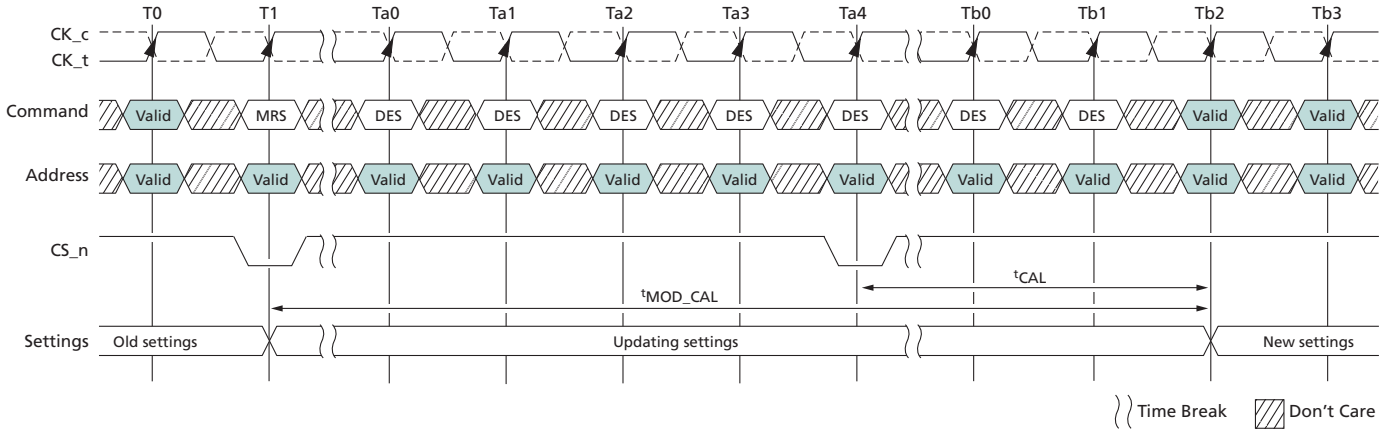 T0 T1 Ta0 Ta1 Ta2 Ta3 Ta4 Tb0 Tb1 Tb2 Tb3
CK_c
CK_t
Command Valid MRS DES DES DES DES DES DES DES Valid Valid
Address Valid Valid Valid Valid Valid Valid Valid Valid Valid Valid Valid
CS_n
tCAL
tMOD_CAL
Settings Old settings Updating settings New settings
Time Break Don't Care